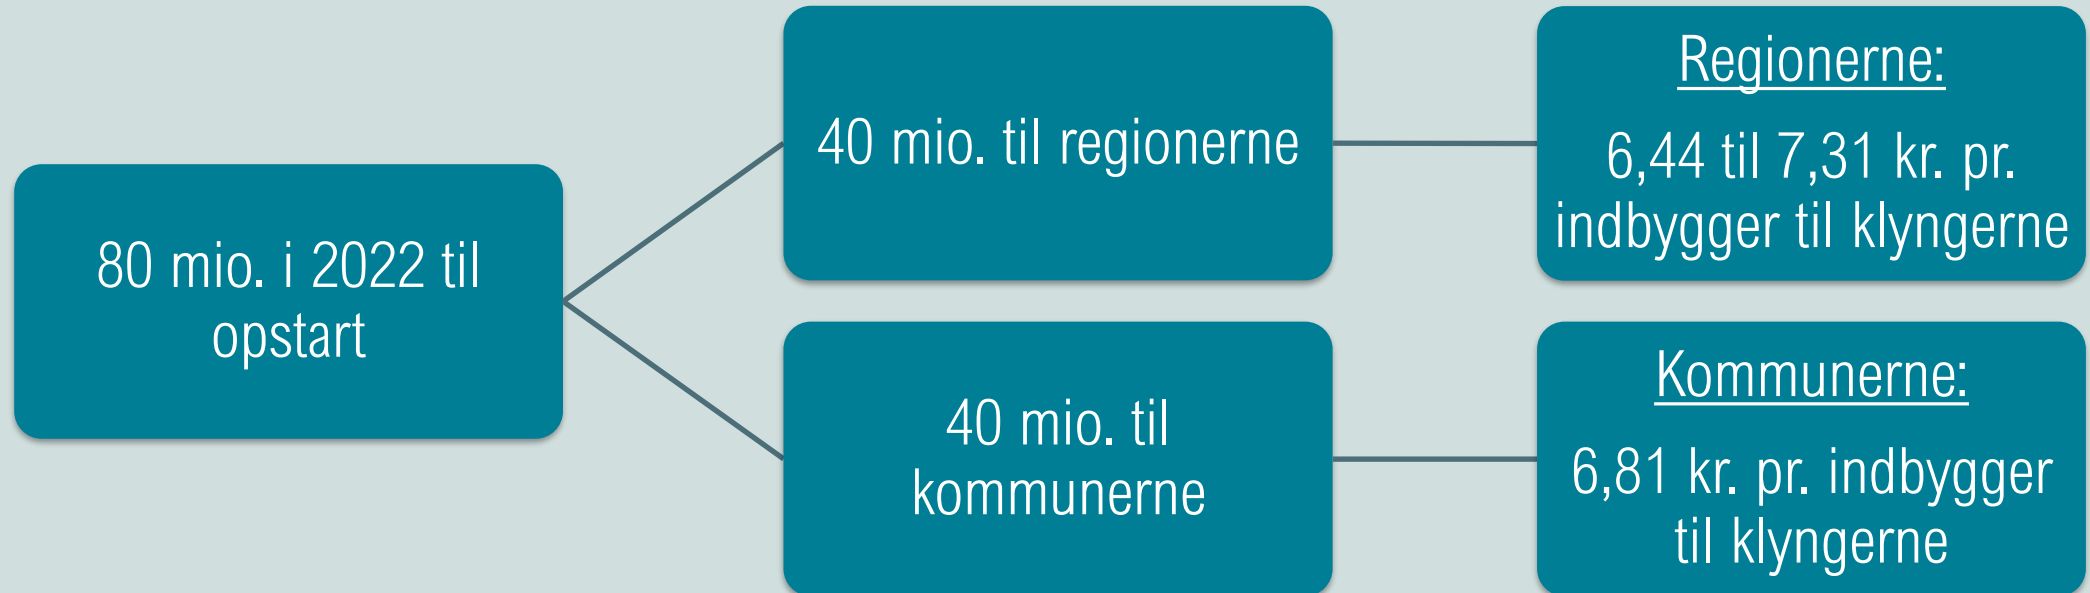 80 mio. i 2022 til
opstart
40 mio. til regionerne
Regionerne:
6,44 til 7,31 kr. pr.
indbygger til klyngerne
40 mio. til
kommunerne
Kommunerne:
6,81 kr. pr. indbygger
til klyngerne